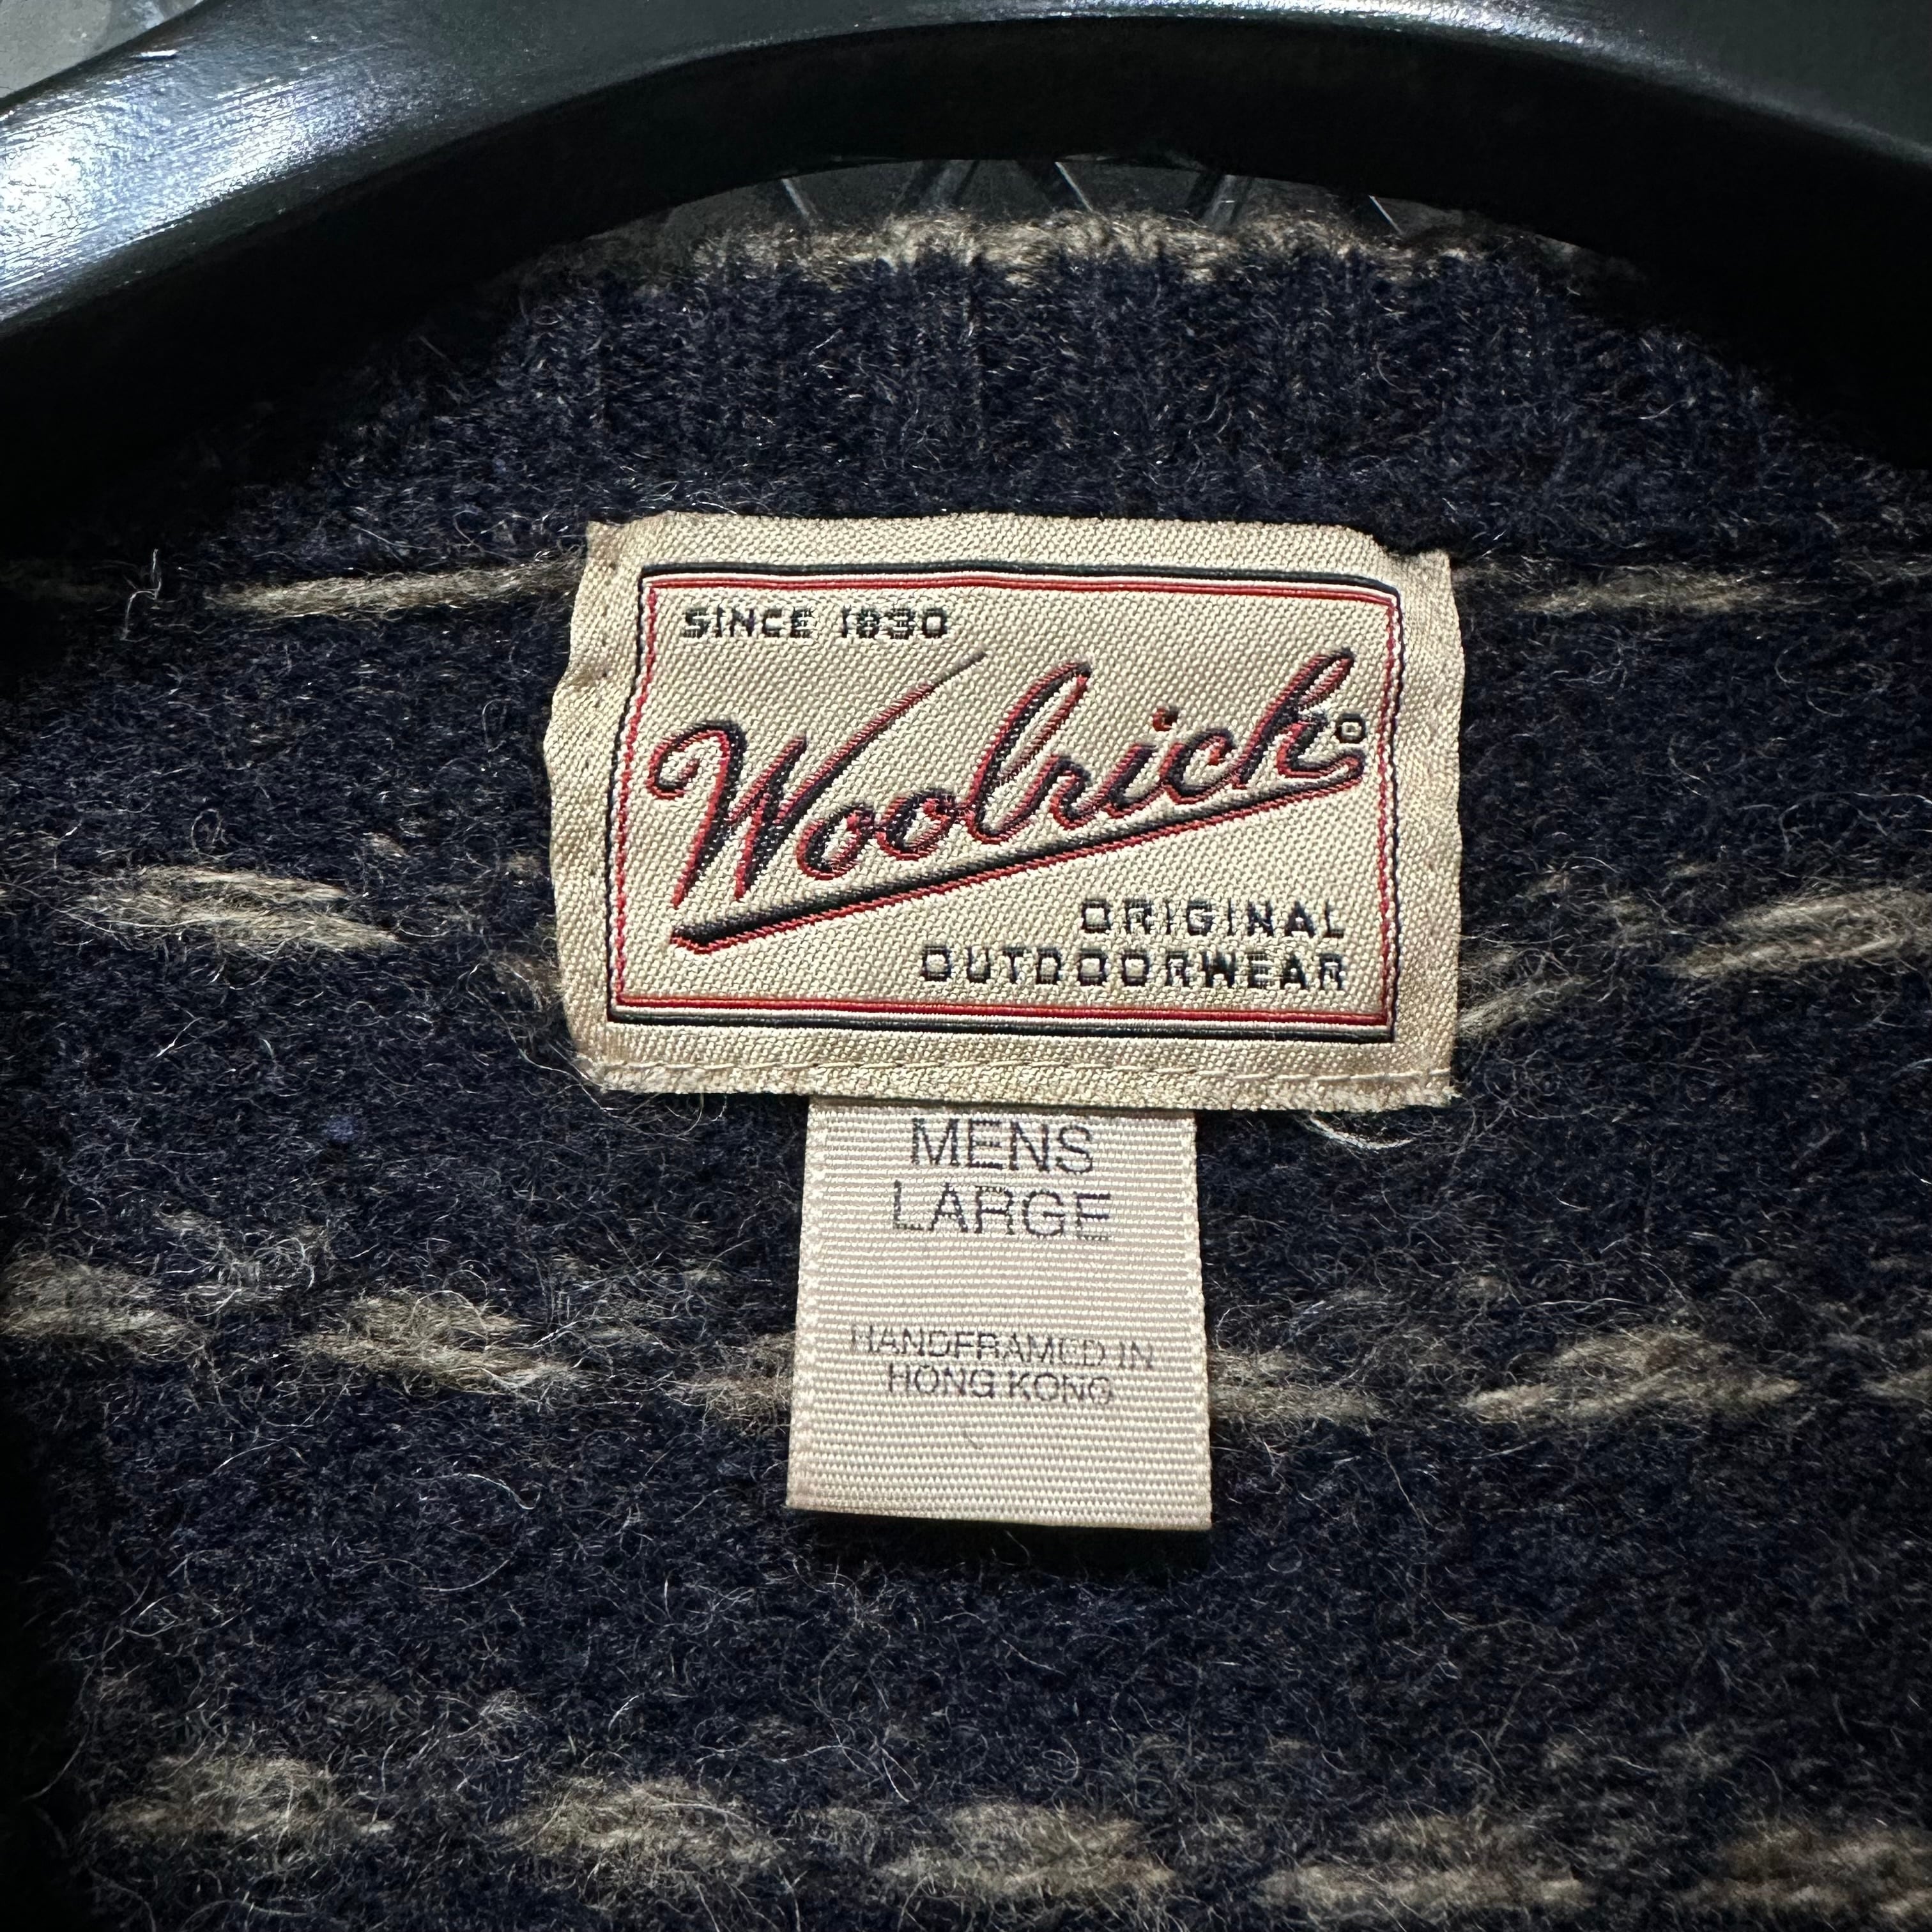 SINCE 1830
Woolrich®
ORIGINAL
OUTDOORWEAR
MENS
LARGE
HANDFRAMED IN
HONG KONG